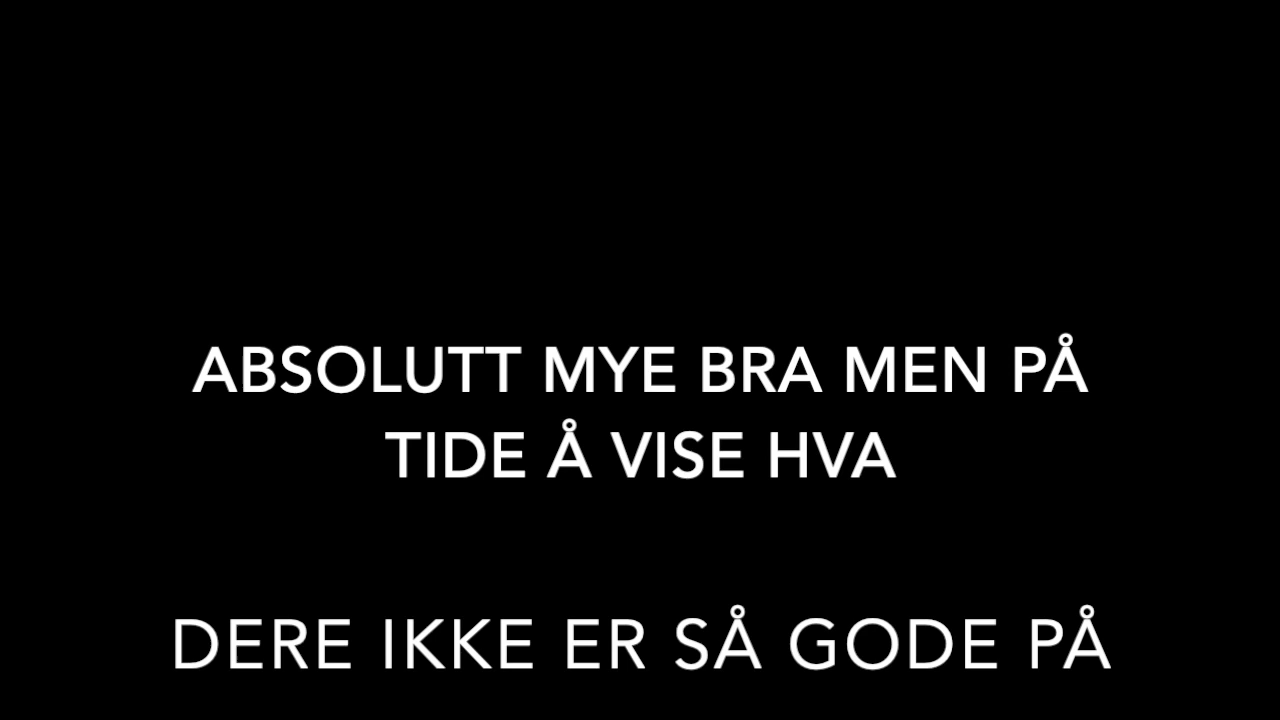 ABSOLUTT MYE BRA MEN PÅ
TIDE Å VISE HVA
DERE IKKE ER SÅ GODE PÅ